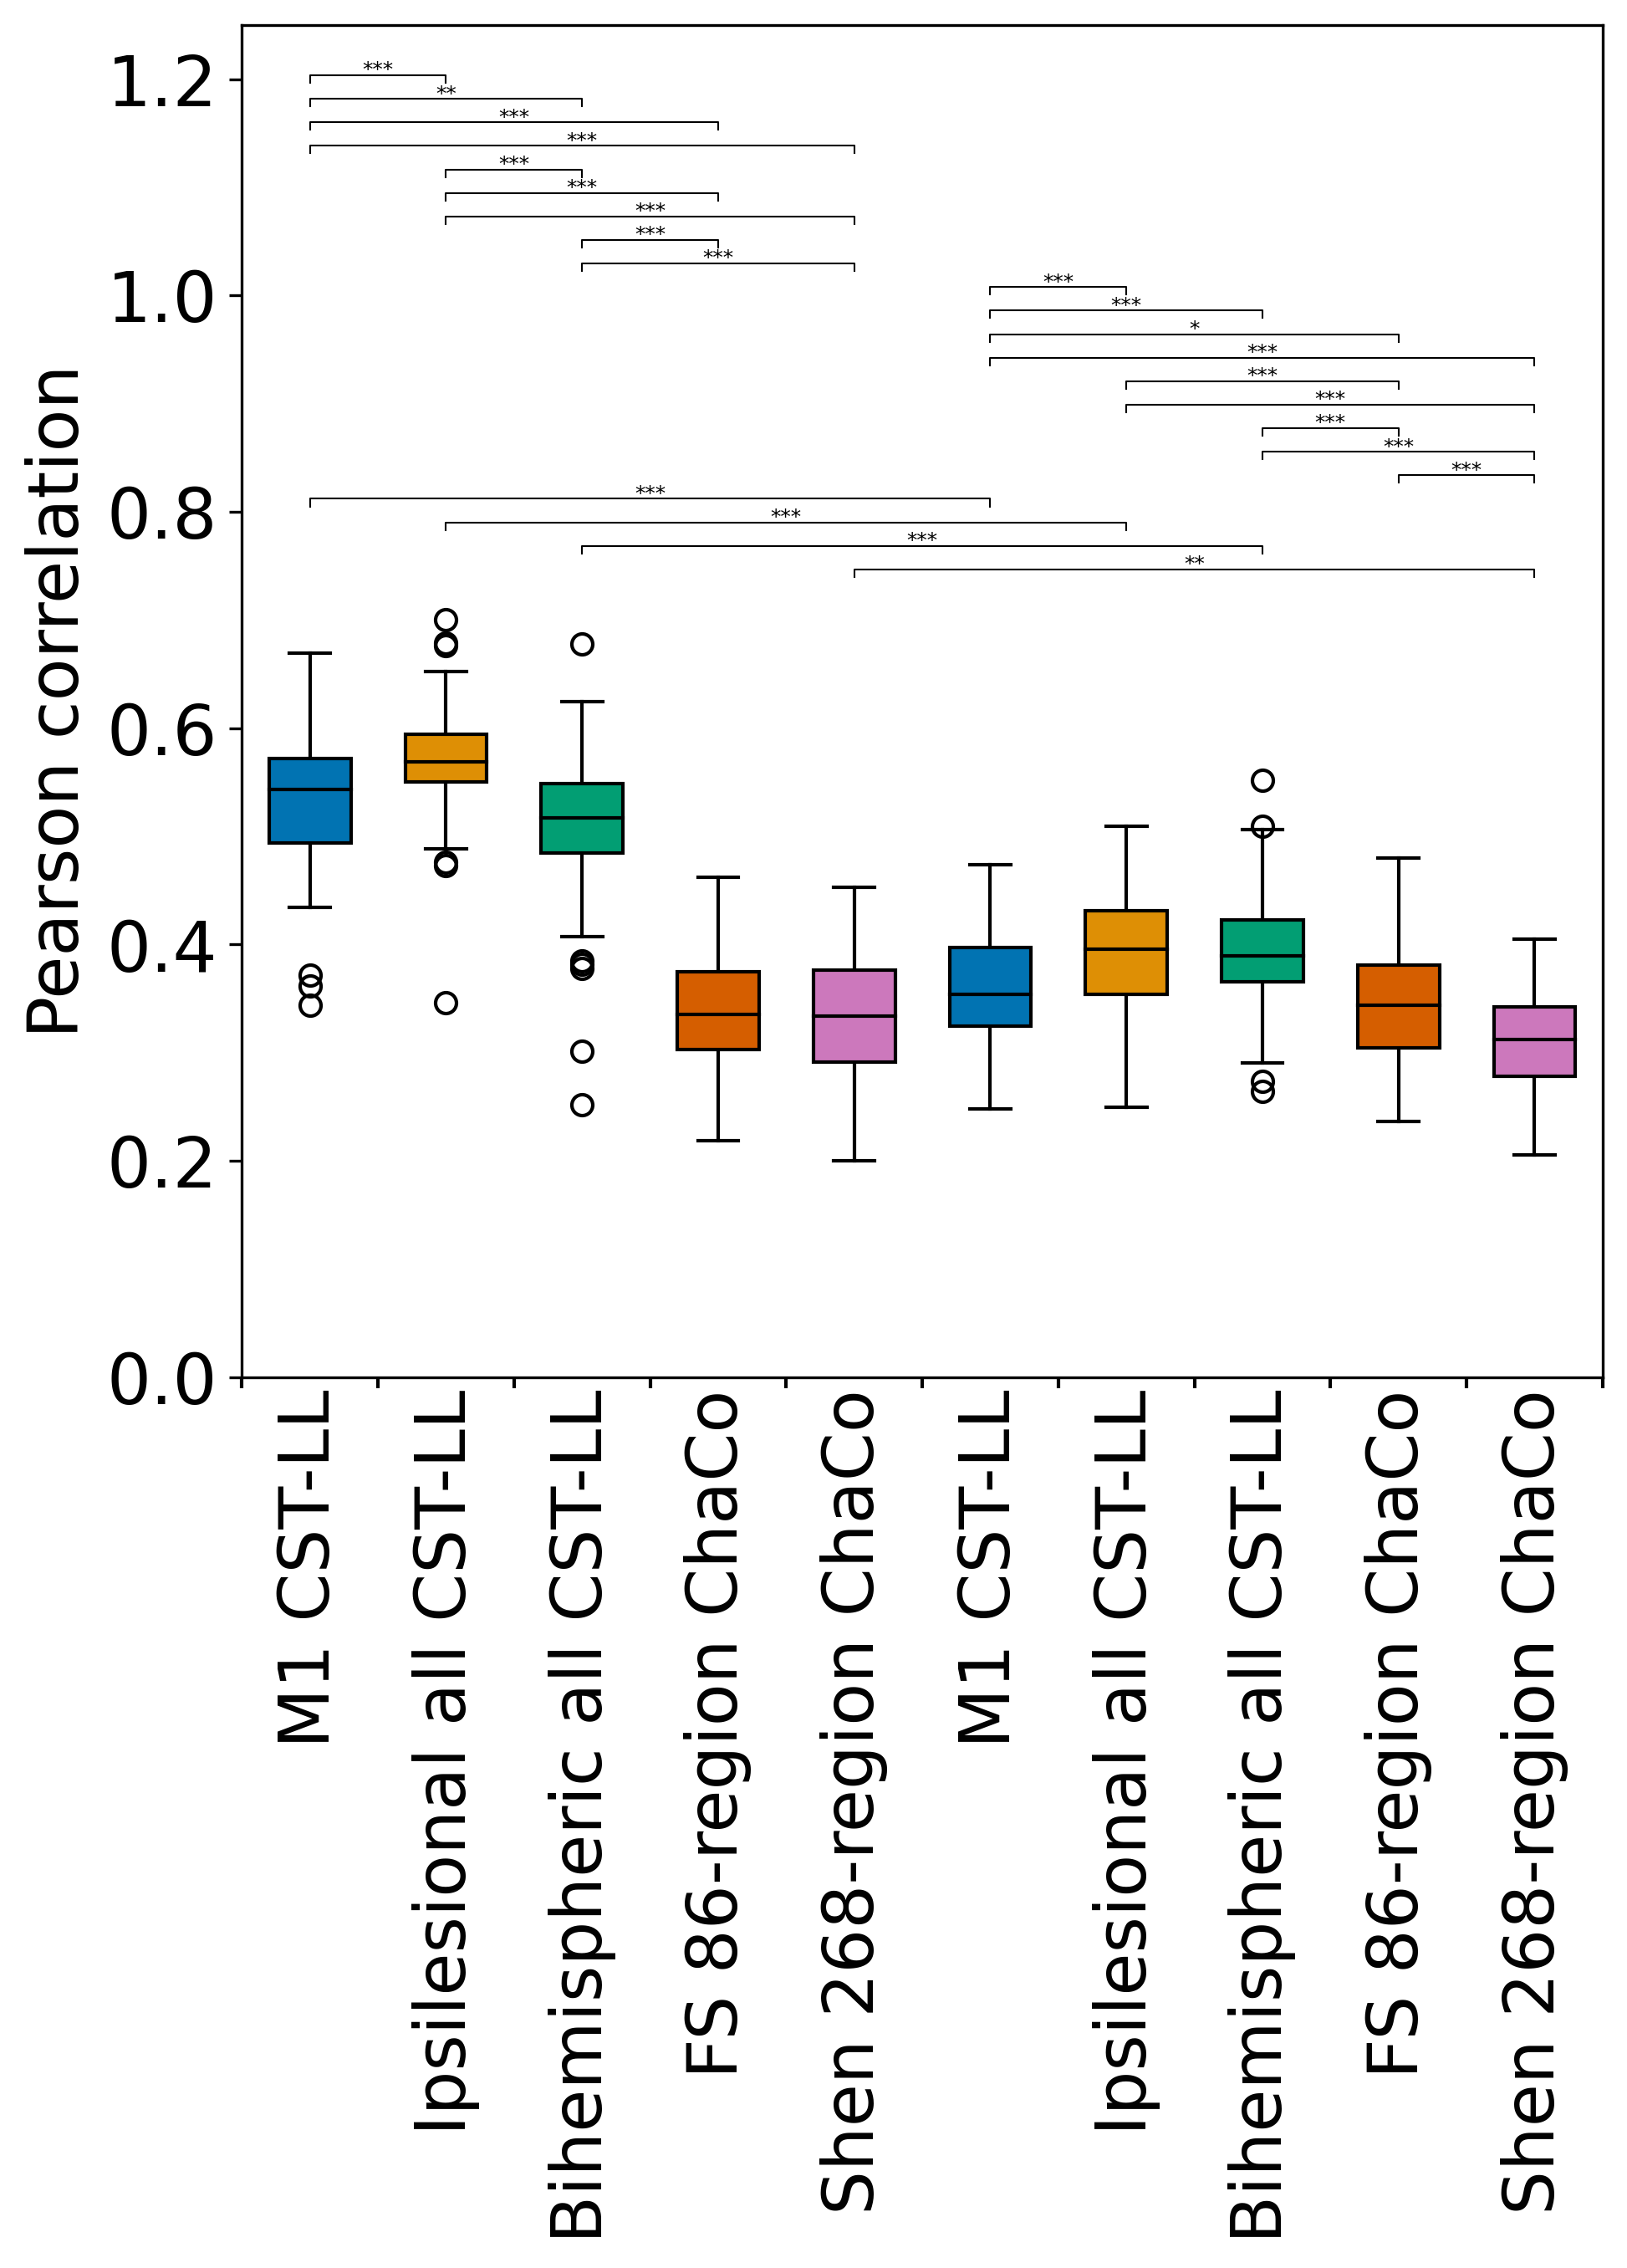 Pearson correlation
1.2
1.0
0.8
0.6
0.4
0.2
0.0
***
**
***
***
***
***
***
***
***
***
***
*
***
***
***
***
***
***
***
***
***
**
M1 CST-LL
Ipsilesional all CST-LL
Bihemispheric all CST-LL
FS 86-region ChaCo
Shen 268-region ChaCo
M1 CST-LL
Ipsilesional all CST-LL
Bihemispheric all CST-LL
FS 86-region ChaCo
Shen 268-region ChaCo